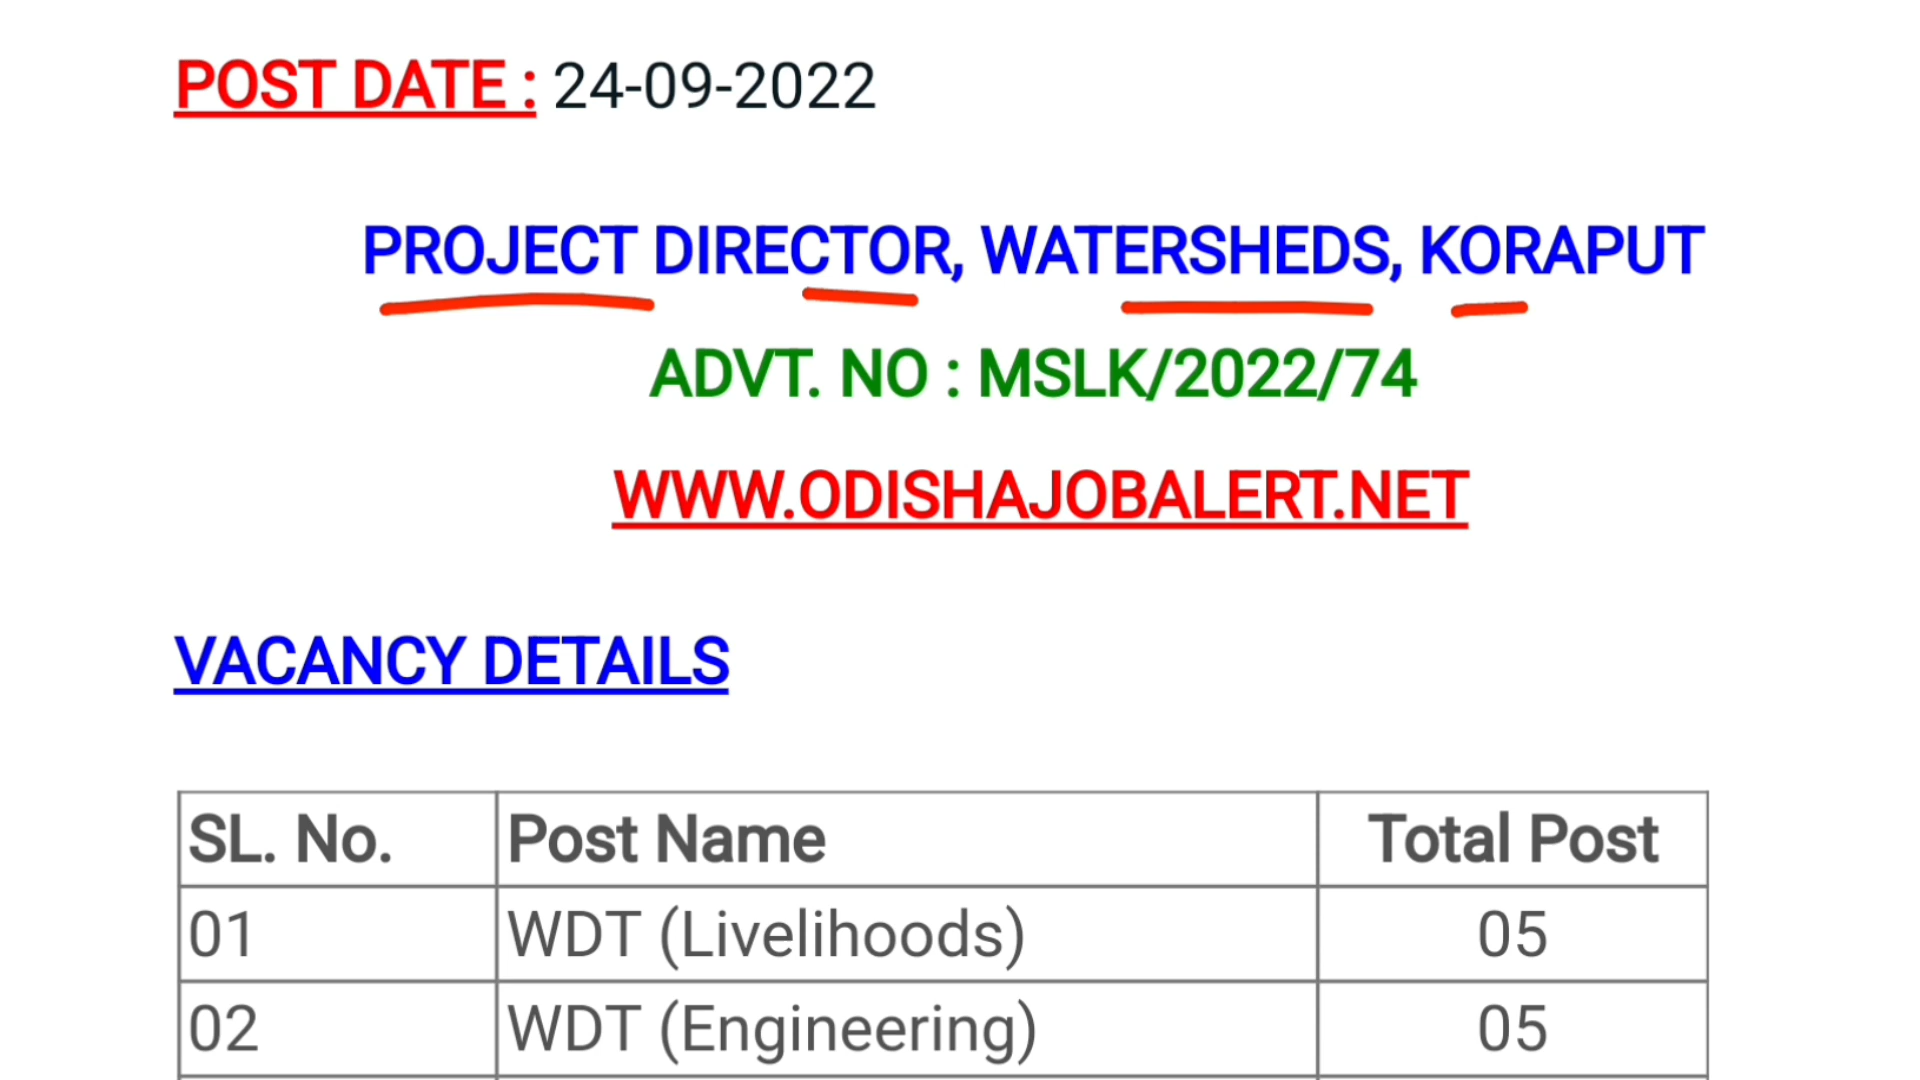 POST DATE : 24-09-2022
PROJECT DIRECTOR, WATERSHEDS, KORAPUT
ADVT. NO : MSLK/2022/74
WWW.ODISHAJOBALERT.NET
VACANCY DETAILS
SL. No. Post Name Total Post
01 WDT (Livelihoods) 05
02 WDT (Engineering) 05